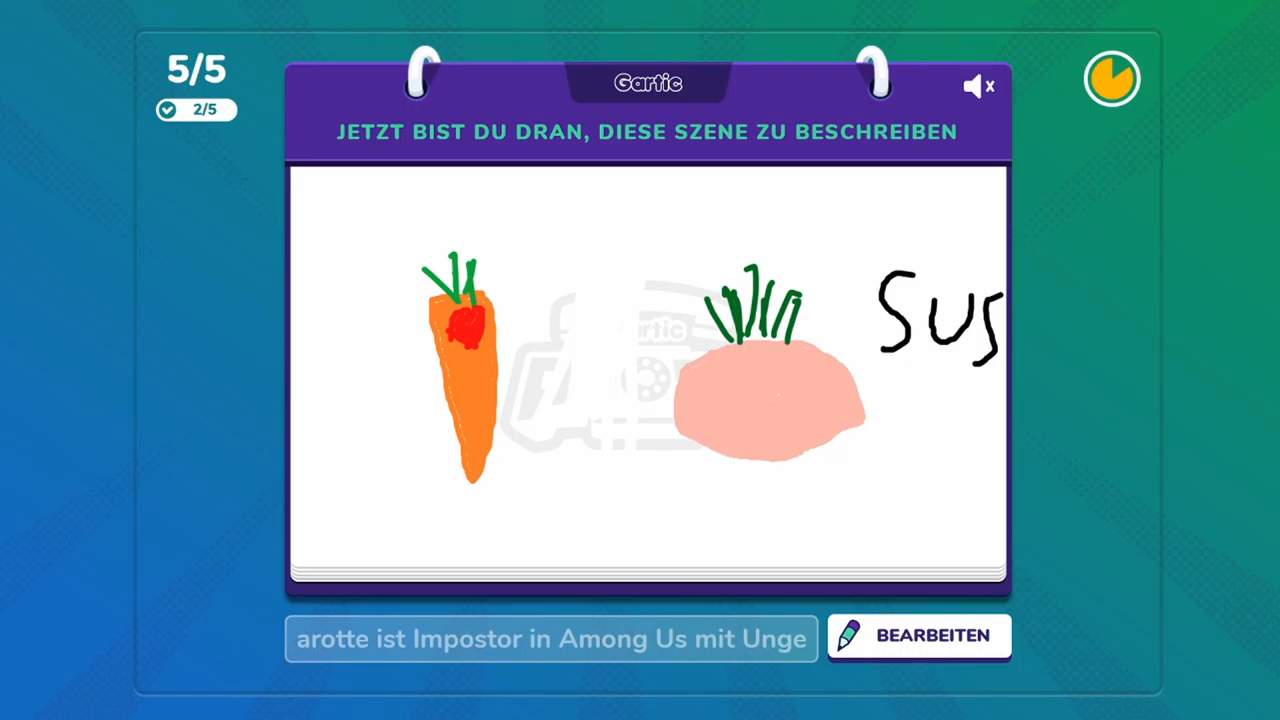 5/5
2/5
Gartic
x
JETZT BIST DU DRAN, DIESE SZENE ZU BESCHREIBEN
sus
arotte ist Impostor in Among Us mit Unge
BEARBEITEN